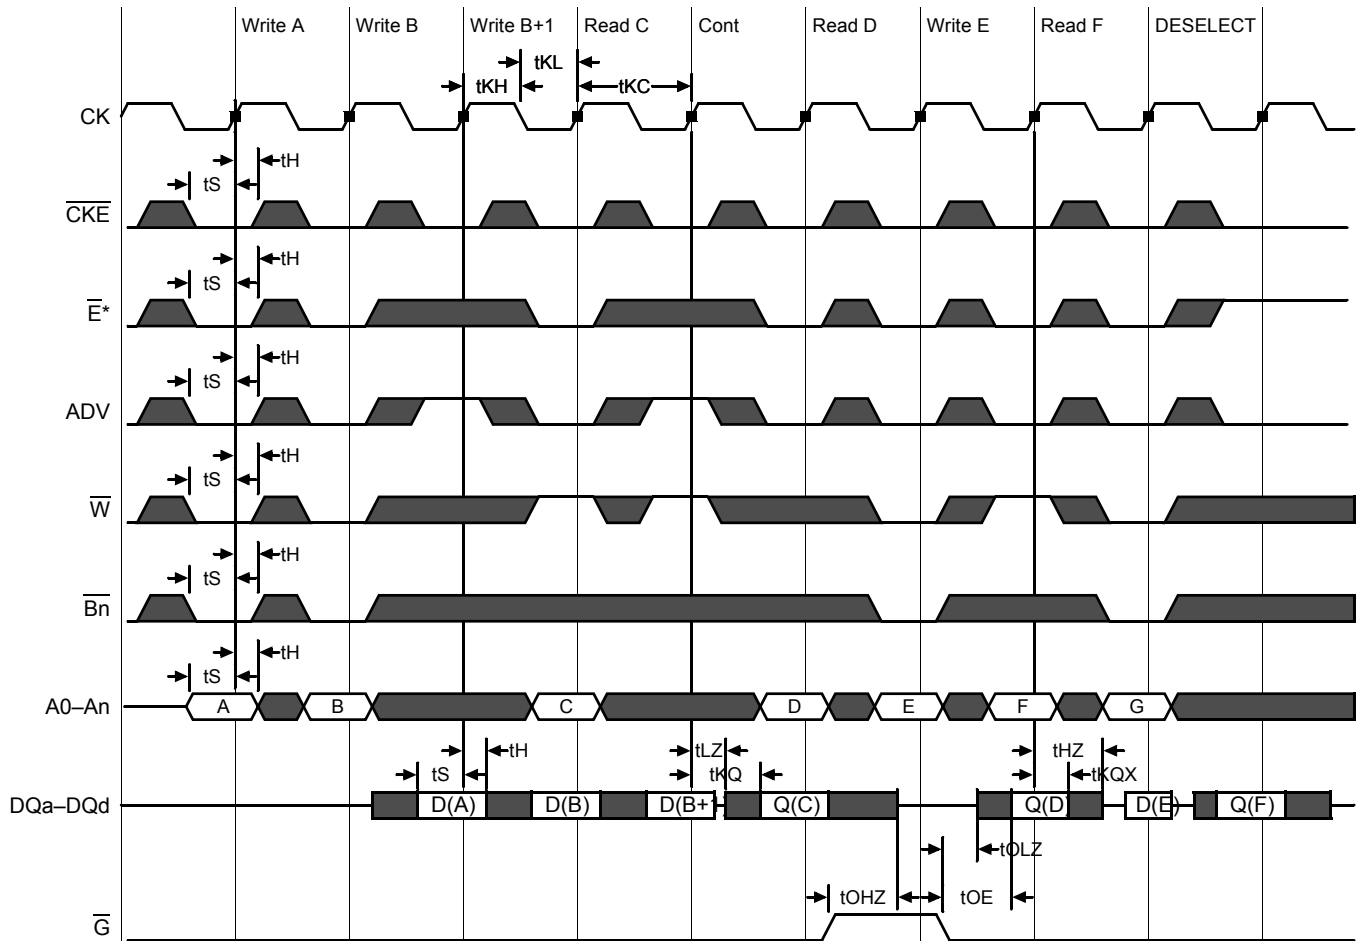 Write A Write B Write B+1 Read C Cont Read D Write E Read F DESELECT
tKL
tKH tKC
CK
tH
tS
CKE
tH
tS
E*
tH
tS
ADV
tH
tS
W
tH
tS
Bn
tH
tS
A0–An A B C D E F G
tH tLZ tHZ
tS tKQ tKQX
DQa–DQd D(A) D(B) D(B+1) Q(C) Q(D) D(E) Q(F)
tOLZ
tOHZ tOE
G